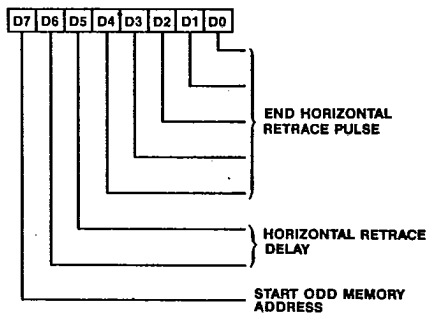 D7 D6 D5 D4 D3 D2 D1 D0
END HORIZONTAL
RETRACE PULSE
HORIZONTAL RETRACE
DELAY
START ODD MEMORY
ADDRESS